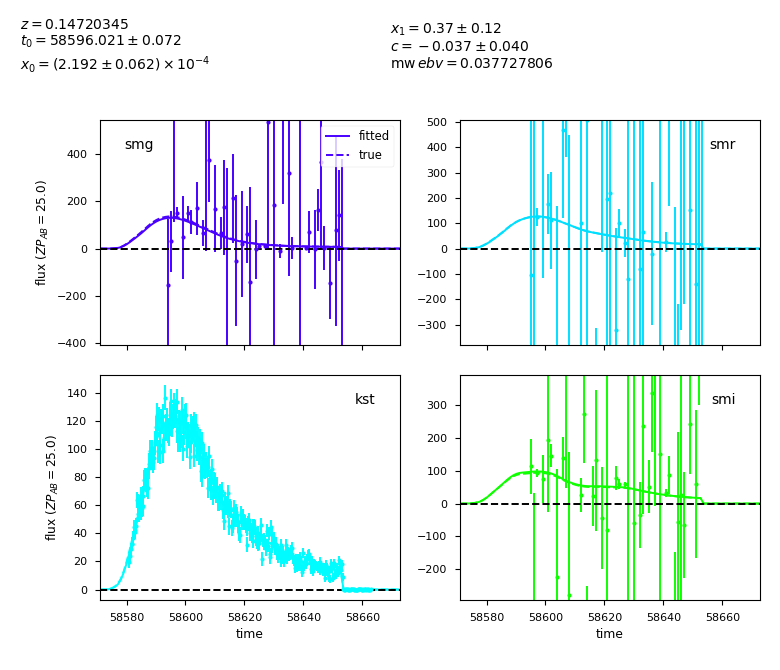 z = 0.14720345
t₀ = 58596.021 ± 0.072
x₀ = (2.192 ± 0.062) × 10⁻⁴
x₁ = 0.37 ± 0.12
c = −0.037 ± 0.040
mw ebv = 0.037727806
smg
fitted
true
400
200
0
−200
−400
flux (ZP_AB = 25.0)
smr
500
400
300
200
100
0
−100
−200
−300
kst
140
120
100
80
60
40
20
0
flux (ZP_AB = 25.0)
58580 58600 58620 58640 58660
time
smi
300
200
100
0
−100
−200
58580 58600 58620 58640 58660
time